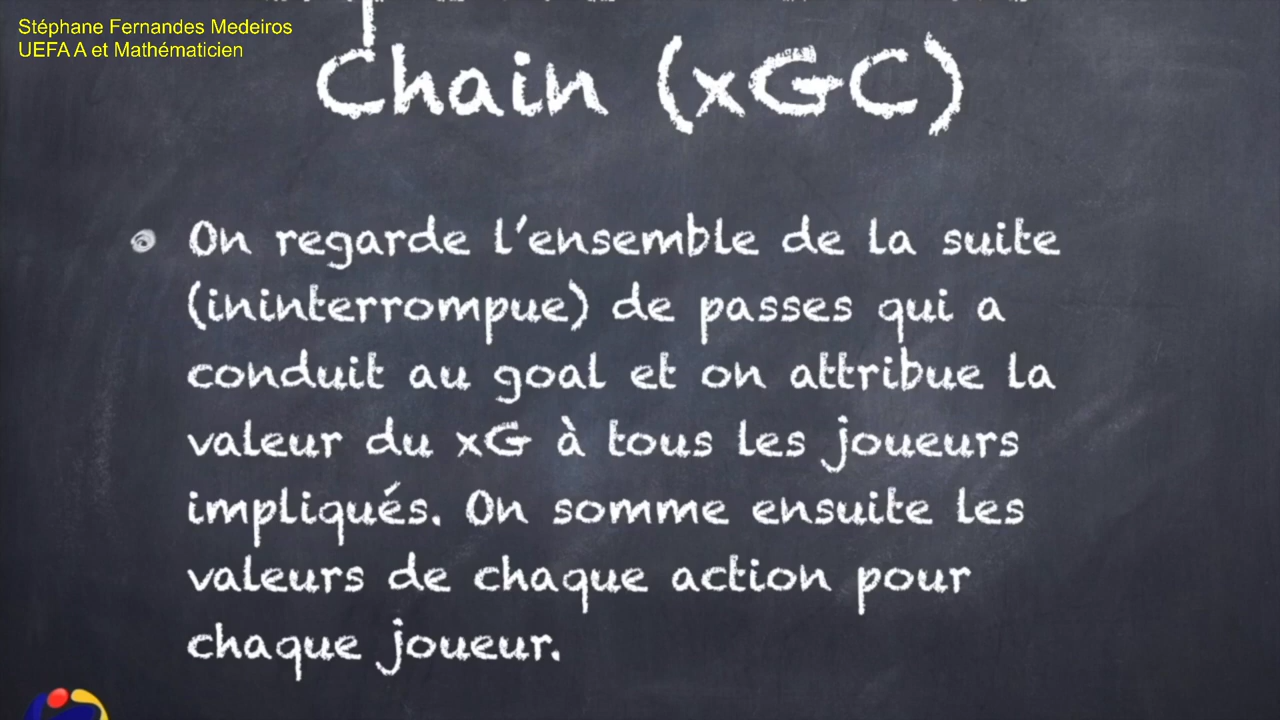 Stéphane Fernandes Medeiros
UEFA A et Mathématicien
Chain (xGC)
On regarde l'ensemble de la suite
(ininterrompue) de passes qui a
conduit au goal et on attribue la
valeur du xG à tous les joueurs
impliqués. On somme ensuite les
valeurs de chaque action pour
chaque joueur.